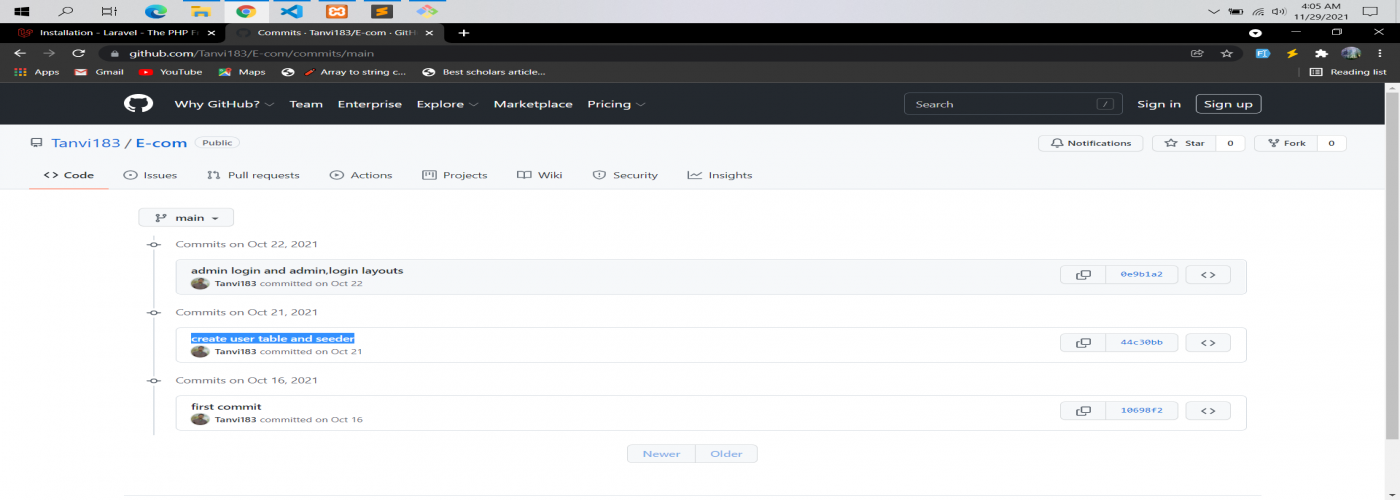 4:05 AM
11/29/2021
Installation - Laravel - The PHP Fr
Commits · Tanvi183/E-com · GitH
github.com/Tanvi183/E-com/commits/main
Apps Gmail YouTube Maps Array to string c... Best scholars article... Reading list
Why GitHub? Team Enterprise Explore Marketplace Pricing Search / Sign in Sign up
Tanvi183 / E-com Public Notifications Star 0 Fork 0
Code Issues Pull requests Actions Projects Wiki Security Insights
main
Commits on Oct 22, 2021
admin login and admin,login layouts
Tanvi183 committed on Oct 22
0e9b1a2
Commits on Oct 21, 2021
create user table and seeder
Tanvi183 committed on Oct 21
44c30bb
Commits on Oct 16, 2021
first commit
Tanvi183 committed on Oct 16
10698f2
Newer Older